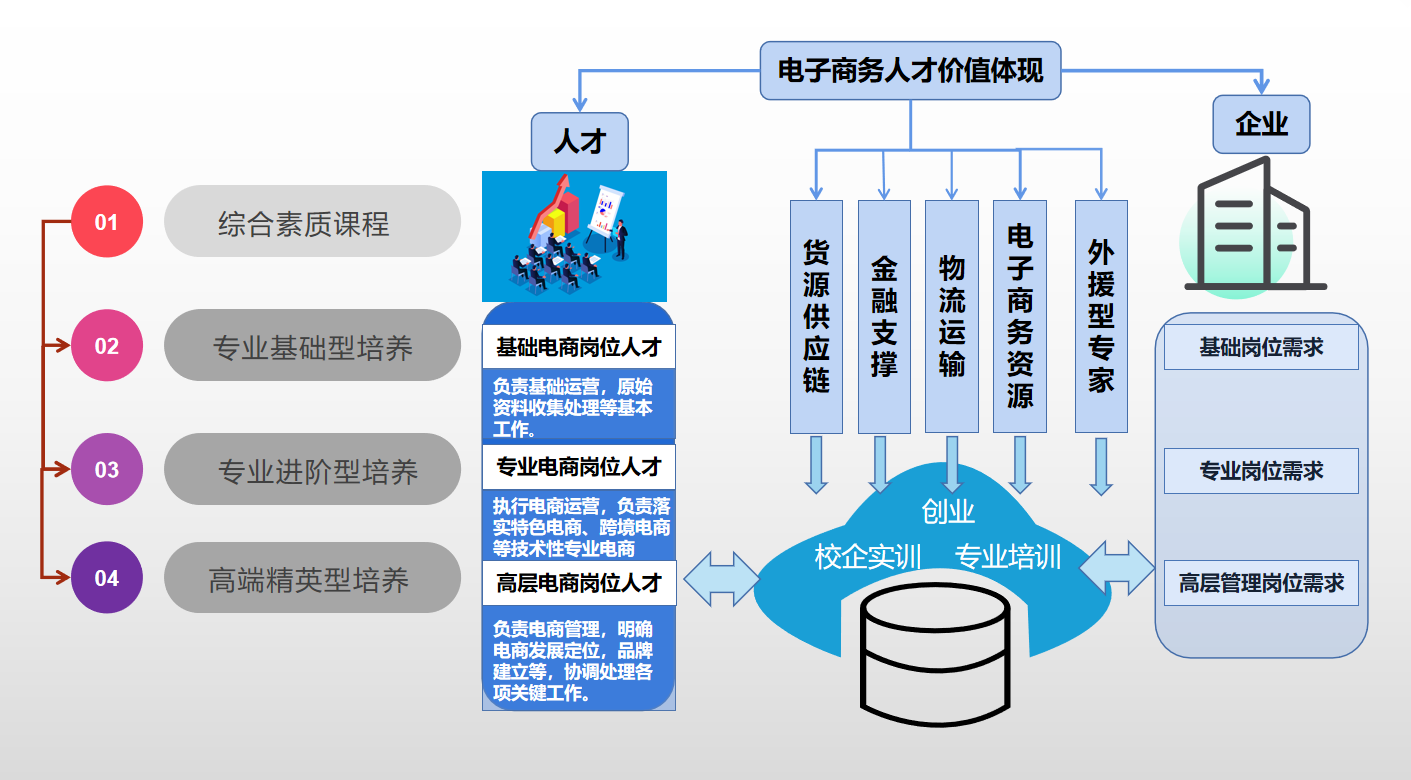 电子商务人才价值体现
人才
企业
01
综合素质课程
02
专业基础型培养
03
专业进阶型培养
04
高端精英型培养
基础电商岗位人才
负责基础运营，原始
资料收集处理等基本
工作。
专业电商岗位人才
执行电商运营，负责落
实特色电商、跨境电商
等技术性专业电商
高层电商岗位人才
负责电商管理，明确
电商发展定位，品牌
建立等，协调处理各
项关键工作。
货源供应链
金融支撑
物流运输
电子商务资源
外援型专家
创业
校企实训
专业培训
基础岗位需求
专业岗位需求
高层管理岗位需求